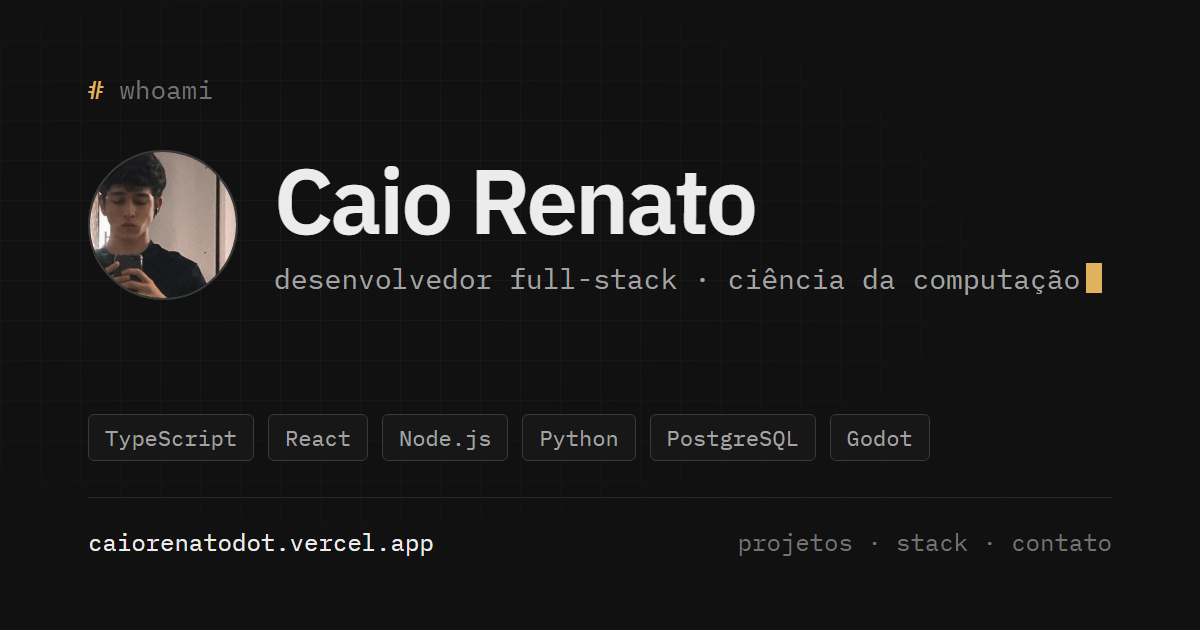 # whoami
Caio Renato
desenvolvedor full-stack · ciência da computação
TypeScript React Node.js Python PostgreSQL Godot
caiorenatodot.vercel.app projetos · stack · contato